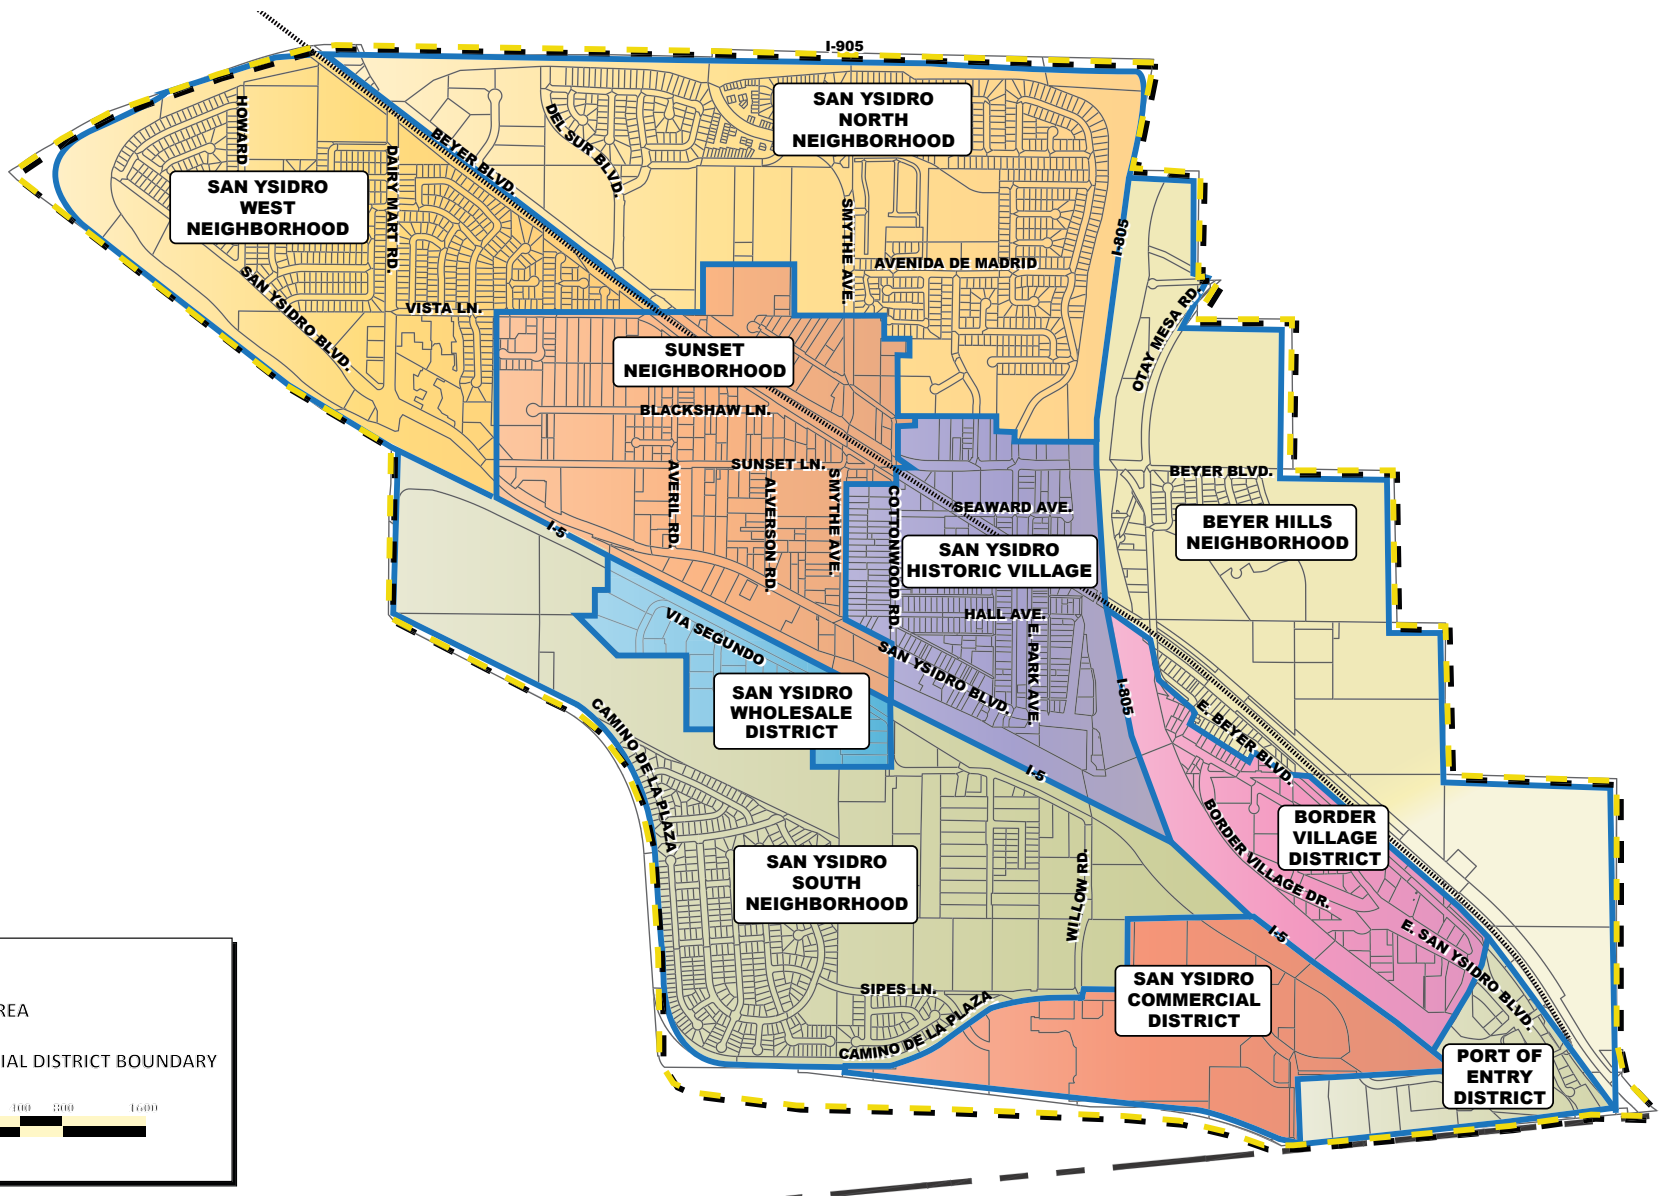 I-905
SAN YSIDRO
NORTH
NEIGHBORHOOD
HOWARD
DEL SUR BLVD.
BEYER BLVD.
DAIRY MART RD.
SAN YSIDRO
WEST
NEIGHBORHOOD
SMYTHE AVE.
I-805
AVENIDA DE MADRID
SAN YSIDRO BLVD.
VISTA LN.
OTAY MESA RD.
SUNSET
NEIGHBORHOOD
BLACKSHAW LN.
SUNSET LN.
AVERIL RD.
ALVERSON RD.
SMYTHE AVE.
COTTONWOOD RD.
BEYER BLVD.
SEAWARD AVE.
BEYER HILLS
NEIGHBORHOOD
I-5
SAN YSIDRO
HISTORIC VILLAGE
HALL AVE.
E. PARK AVE.
VIA SEGUNDO
SAN YSIDRO BLVD.
I-805
SAN YSIDRO
WHOLESALE
DISTRICT
CAMINO DE LA PLAZA
E. BEYER BLVD.
I-5
BORDER
VILLAGE
DISTRICT
BORDER VILLAGE DR.
SAN YSIDRO
SOUTH
NEIGHBORHOOD
WILLOW RD.
I-5
E. SAN YSIDRO BLVD.
SAN YSIDRO
COMMERCIAL
DISTRICT
SIPES LN.
CAMINO DE LA PLAZA
PORT OF
ENTRY
DISTRICT
REA
IAL DISTRICT BOUNDARY
400 800 1600